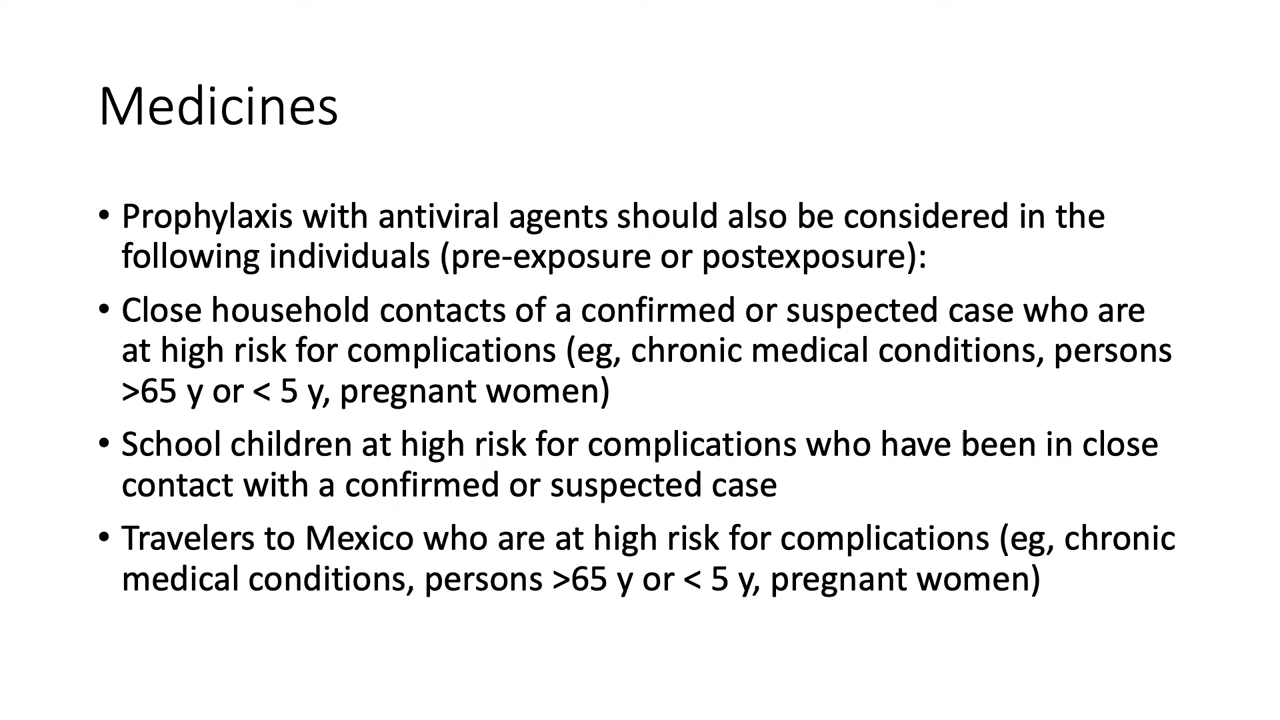 Medicines
• Prophylaxis with antiviral agents should also be considered in the
following individuals (pre-exposure or postexposure):
• Close household contacts of a confirmed or suspected case who are
at high risk for complications (eg, chronic medical conditions, persons
>65 y or < 5 y, pregnant women)
• School children at high risk for complications who have been in close
contact with a confirmed or suspected case
• Travelers to Mexico who are at high risk for complications (eg, chronic
medical conditions, persons >65 y or < 5 y, pregnant women)